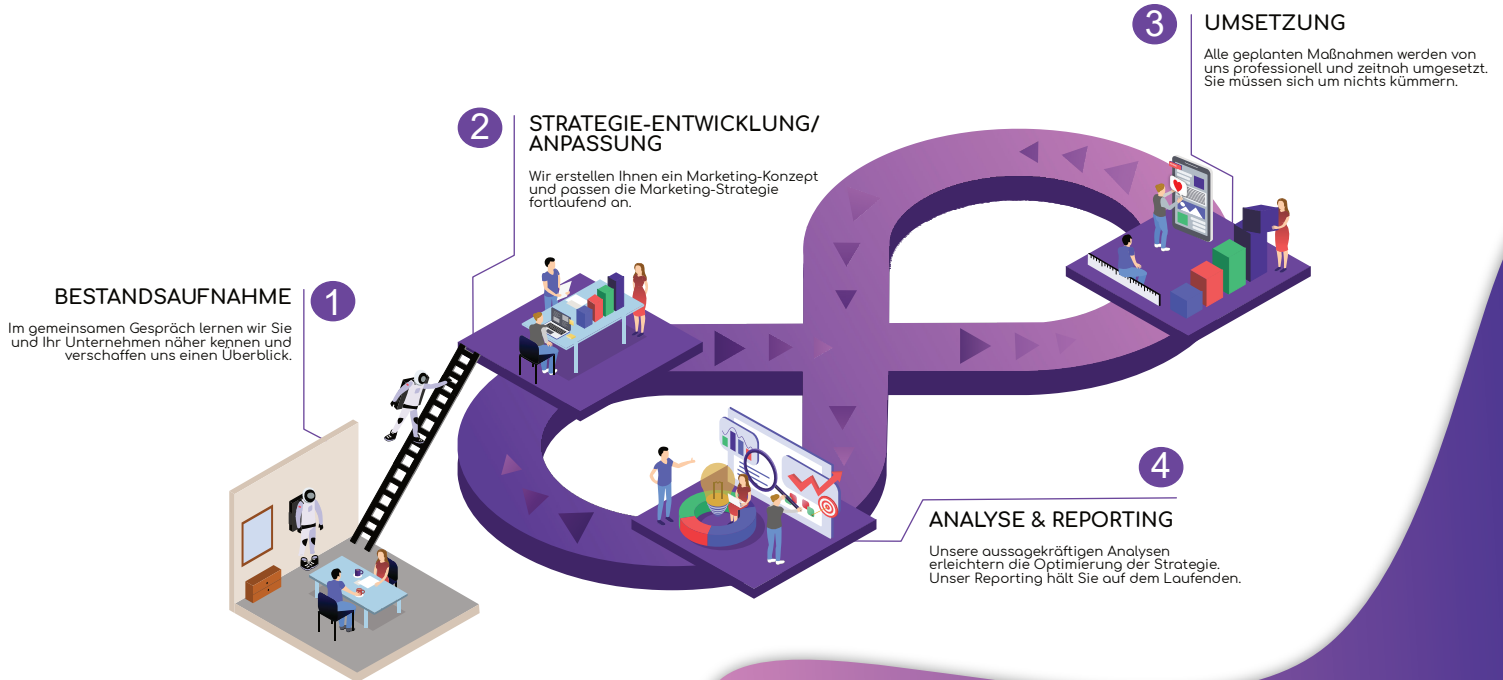 1
BESTANDSAUFNAHME
Im gemeinsamen Gespräch lernen wir Sie
und Ihr Unternehmen näher kennen und
verschaffen uns einen Überblick.
2
STRATEGIE-ENTWICKLUNG/
ANPASSUNG
Wir erstellen Ihnen ein Marketing-Konzept
und passen die Marketing-Strategie
fortlaufend an.
3
UMSETZUNG
Alle geplanten Maßnahmen werden von
uns professionell und zeitnah umgesetzt.
Sie müssen sich um nichts kümmern.
4
ANALYSE & REPORTING
Unsere aussagekräftigen Analysen
erleichtern die Optimierung der Strategie.
Unser Reporting hält Sie auf dem Laufenden.